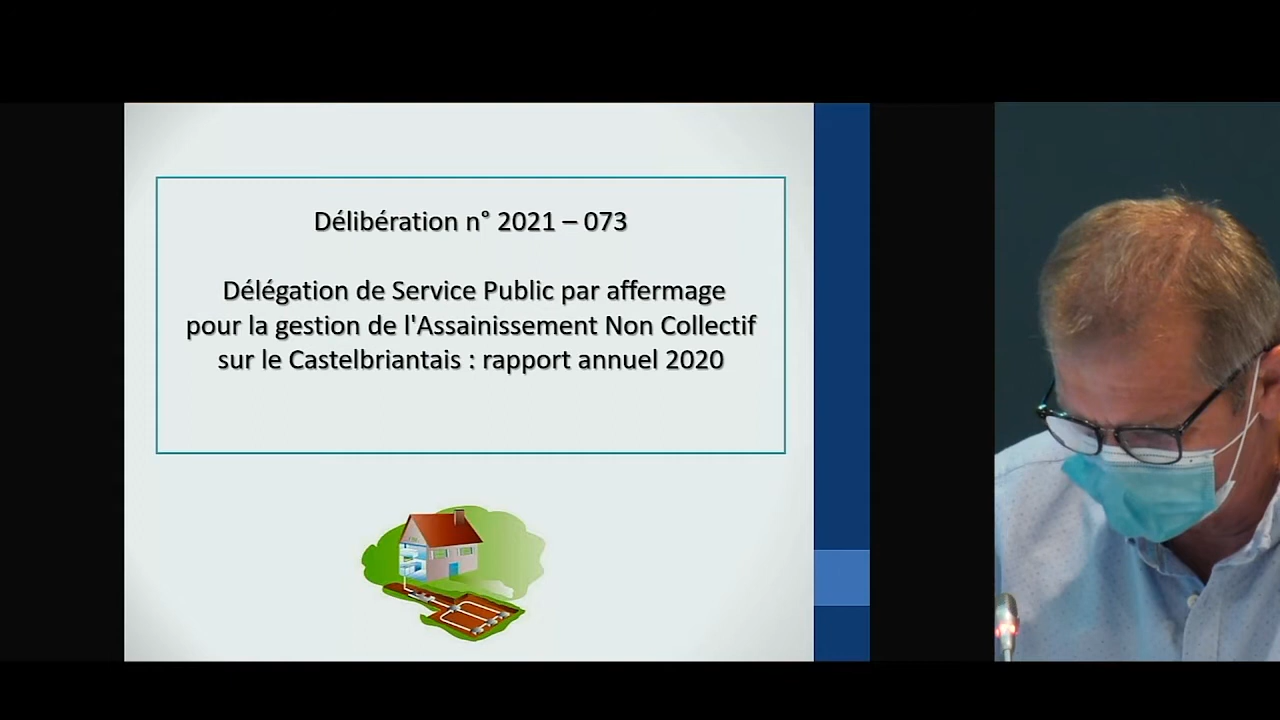 Délibération n° 2021 – 073
Délégation de Service Public par affermage
pour la gestion de l'Assainissement Non Collectif
sur le Castelbriantais : rapport annuel 2020